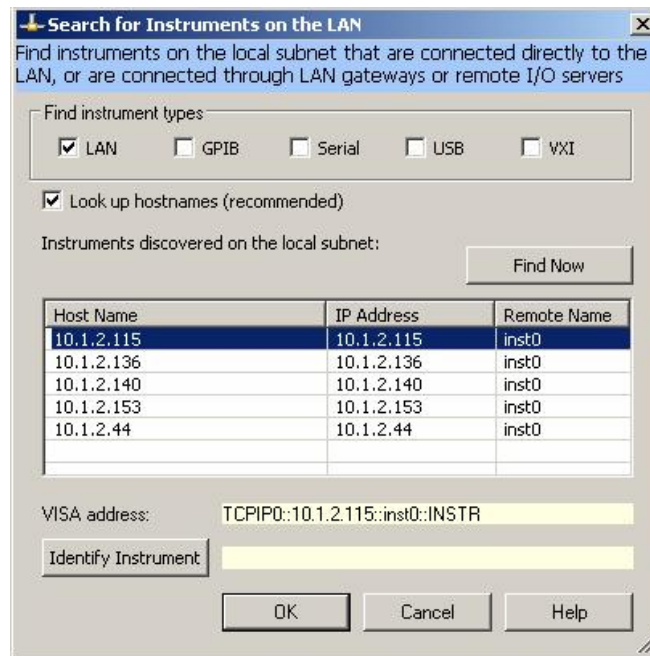 Search for Instruments on the LAN
Find instruments on the local subnet that are connected directly to the
LAN, or are connected through LAN gateways or remote I/O servers
Find instrument types
LAN GPIB Serial USB VXI
Look up hostnames (recommended)
Instruments discovered on the local subnet:
Find Now
Host Name IP Address Remote Name
10.1.2.115 10.1.2.115 inst0
10.1.2.136 10.1.2.136 inst0
10.1.2.140 10.1.2.140 inst0
10.1.2.153 10.1.2.153 inst0
10.1.2.44 10.1.2.44 inst0
VISA address: TCPIP0::10.1.2.115::inst0::INSTR
Identify Instrument
OK Cancel Help